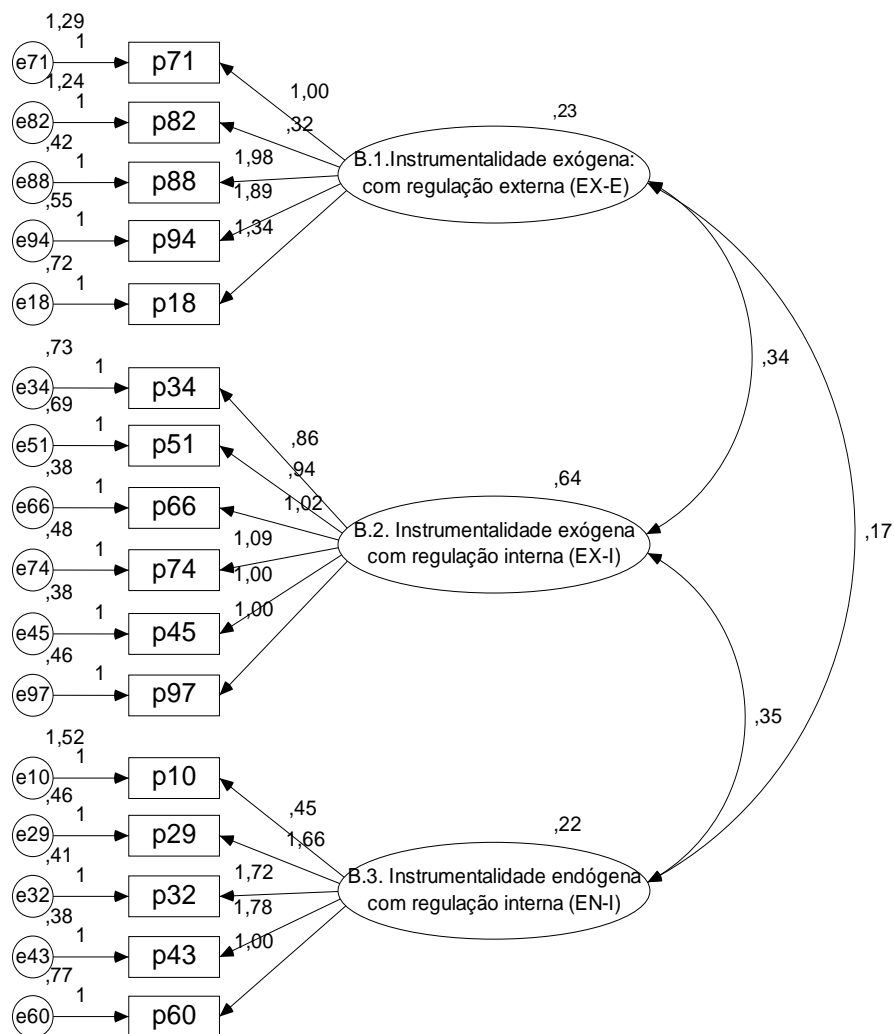 1,29
1
e71
p71
1,24
1
e82
p82
,42
1
e88
p88
,55
1
e94
p94
,72
1
e18
p18
1,00
,32
1,98
1,89
1,34
,23
B.1.Instrumentalidade exógena:
com regulação externa (EX-E)
,73
1
e34
p34
,69
1
e51
p51
,38
1
e66
p66
,48
1
e74
p74
,38
1
e45
p45
,46
1
e97
p97
,86
,94
1,02
1,09
1,00
1,00
,64
B.2. Instrumentalidade exógena
com regulação interna (EX-I)
,34
,17
,35
1,52
1
e10
p10
,46
1
e29
p29
,41
1
e32
p32
,38
1
e43
p43
,77
1
e60
p60
,45
1,66
1,72
1,78
1,00
,22
B.3. Instrumentalidade endógena
com regulação interna (EN-I)